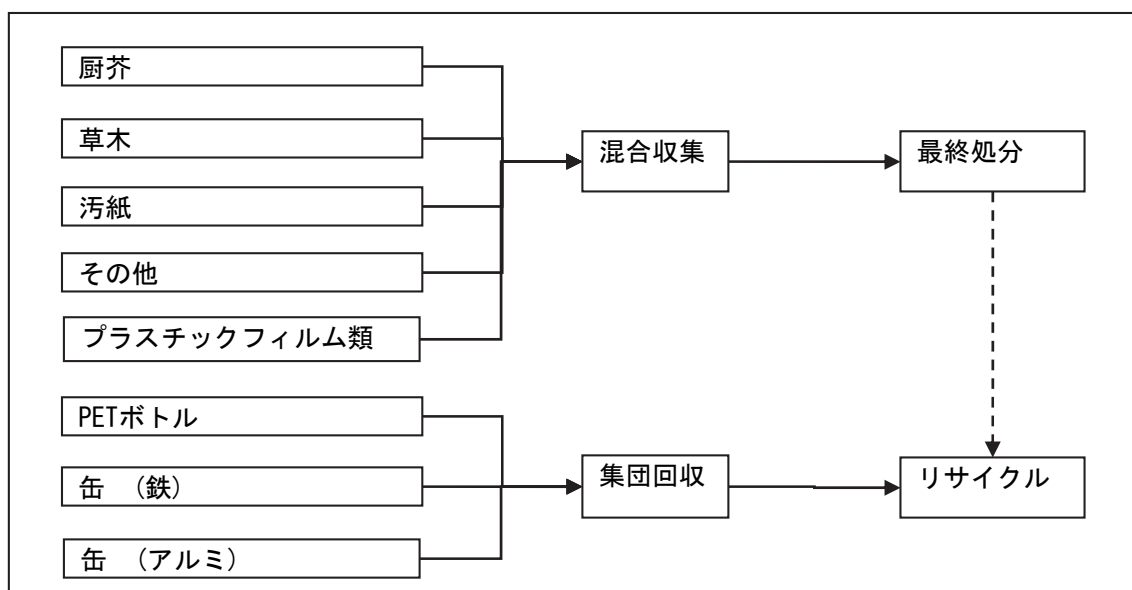 厨芥
草木
汚紙
その他
プラスチックフィルム類
PETボトル
缶　（鉄）
缶　（アルミ）
混合収集
集団回収
最終処分
リサイクル